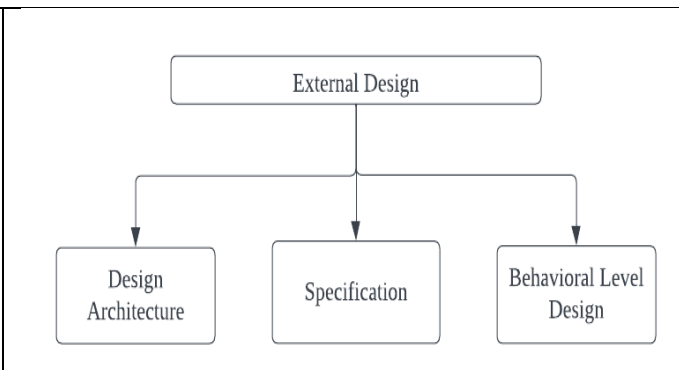 External Design
Design
Architecture
Specification
Behavioral Level
Design